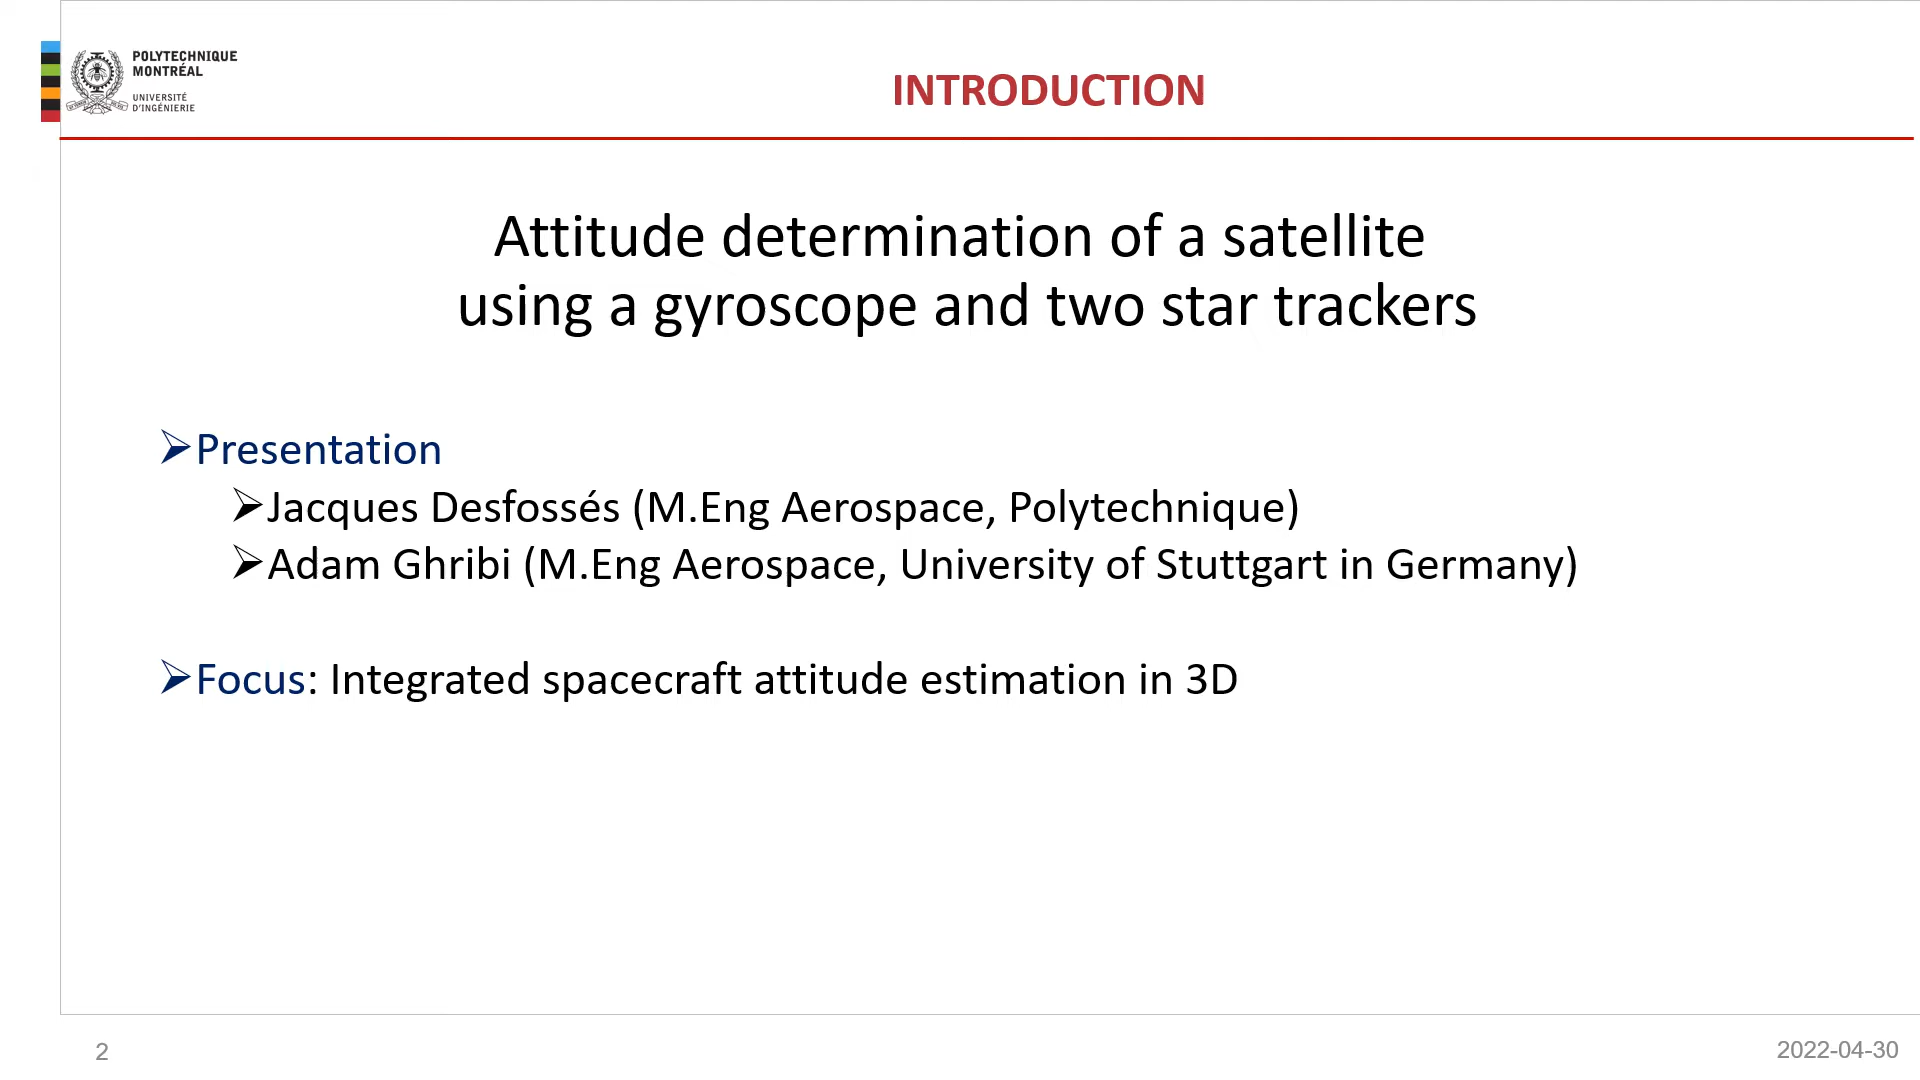 POLYTECHNIQUE
MONTRÉAL
UNIVERSITÉ
D'INGÉNIERIE
INTRODUCTION
Attitude determination of a satellite
using a gyroscope and two star trackers
➢Presentation
➢Jacques Desfossés (M.Eng Aerospace, Polytechnique)
➢Adam Ghribi (M.Eng Aerospace, University of Stuttgart in Germany)
➢Focus: Integrated spacecraft attitude estimation in 3D
2
2022-04-30